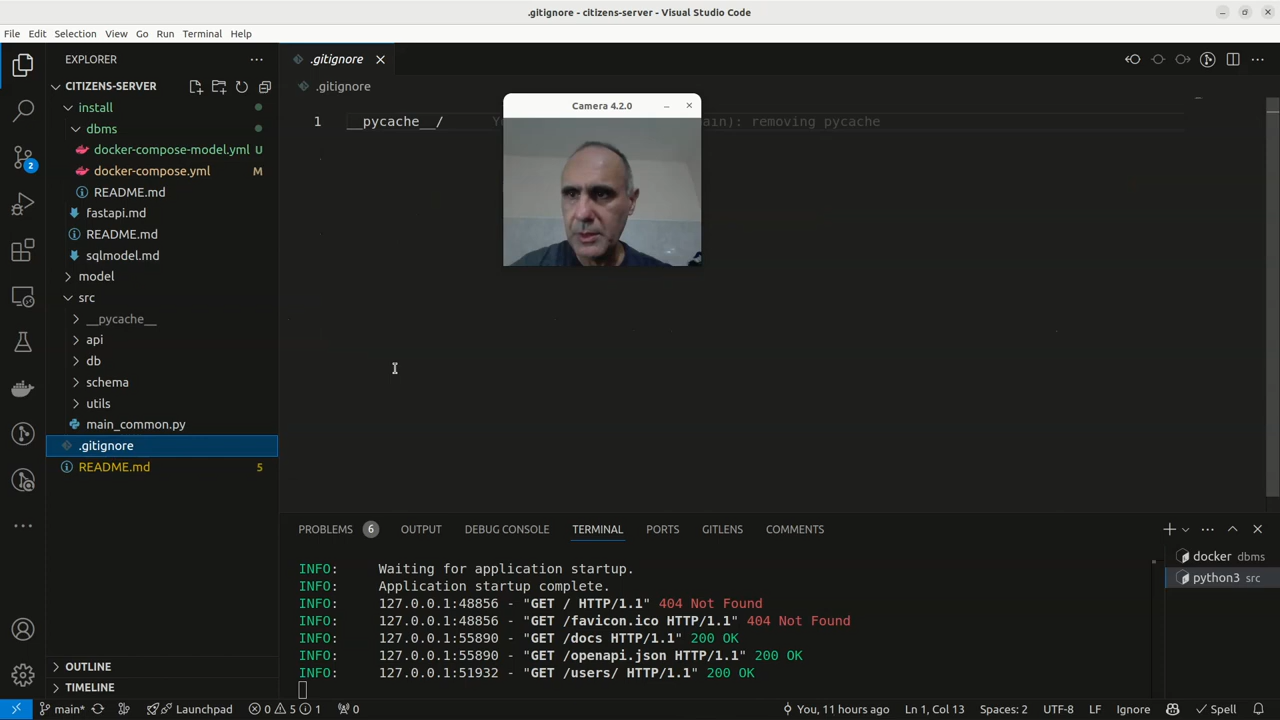 .gitignore - citizens-server - Visual Studio Code
File Edit Selection View Go Run Terminal Help
EXPLORER
.gitignore
CITIZENS-SERVER
.gitignore
install
dbms
docker-compose-model.yml U
docker-compose.yml M
README.md
fastapi.md
README.md
sqlmodel.md
model
src
__pycache__
api
db
schema
utils
main_common.py
.gitignore
README.md 5
OUTLINE
TIMELINE
2
Camera 4.2.0
1 __pycache__/ removing pycache
PROBLEMS 6 OUTPUT DEBUG CONSOLE TERMINAL PORTS GITLENS COMMENTS
INFO: Waiting for application startup.
INFO: Application startup complete.
INFO: 127.0.0.1:48856 - "GET / HTTP/1.1" 404 Not Found
INFO: 127.0.0.1:48856 - "GET /favicon.ico HTTP/1.1" 404 Not Found
INFO: 127.0.0.1:55890 - "GET /docs HTTP/1.1" 200 OK
INFO: 127.0.0.1:55890 - "GET /openapi.json HTTP/1.1" 200 OK
INFO: 127.0.0.1:51932 - "GET /users/ HTTP/1.1" 200 OK
docker dbms
python3 src
main* Launchpad 0 5 1 0 You, 11 hours ago Ln 1, Col 13 Spaces: 2 UTF-8 LF Ignore Spell